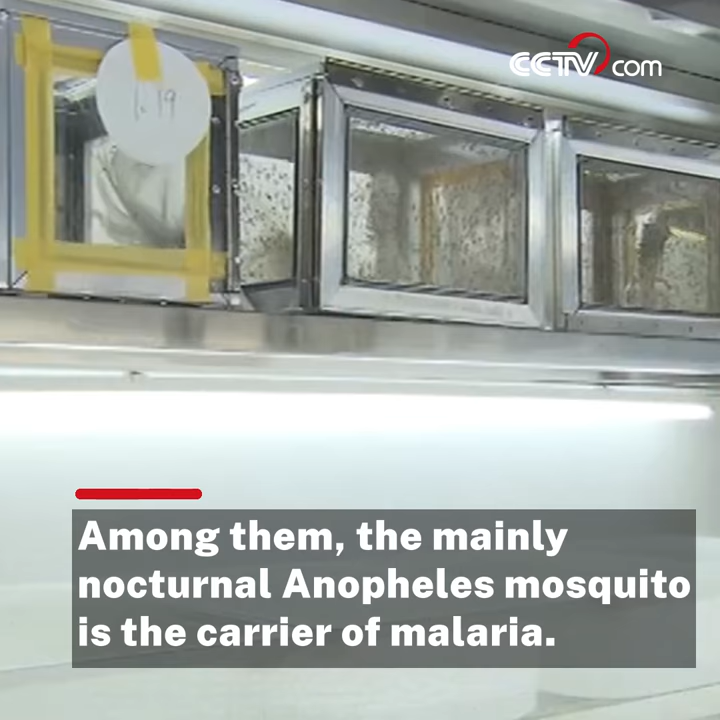 CCTV.com
1.19
Among them, the mainly
nocturnal Anopheles mosquito
is the carrier of malaria.